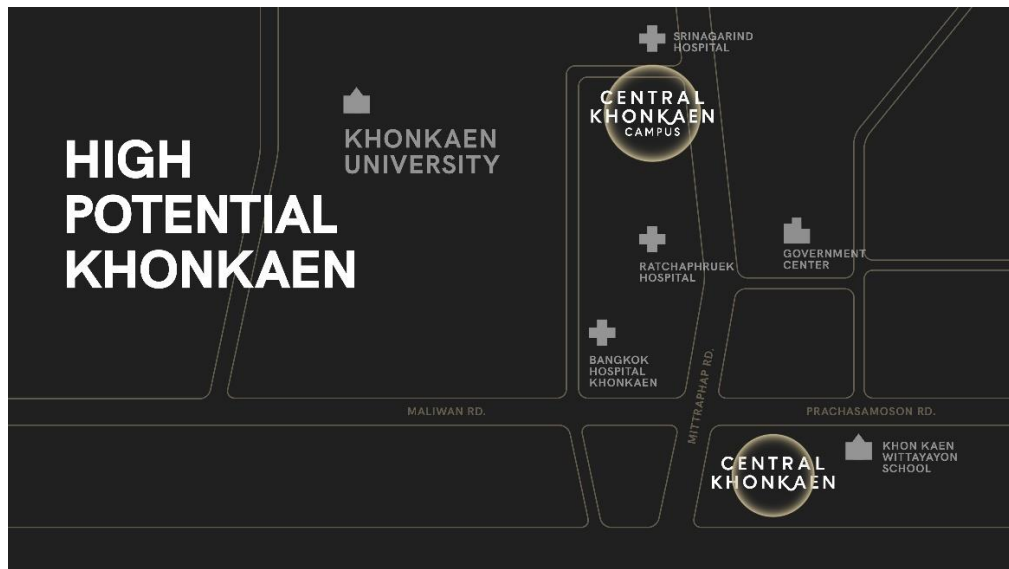 SRINAGARIND
HOSPITAL
CENTRAL
KHONKAEN
CAMPUS
KHONKAEN
UNIVERSITY
HIGH
POTENTIAL
KHONKAEN
RATCHAPHRUEK
HOSPITAL
GOVERNMENT
CENTER
BANGKOK
HOSPITAL
KHONKAEN
MITTRAPHAP RD.
MALIWAN RD.
PRACHASAMOSON RD.
CENTRAL
KHONKAEN
KHON KAEN
WITTAYAYON
SCHOOL